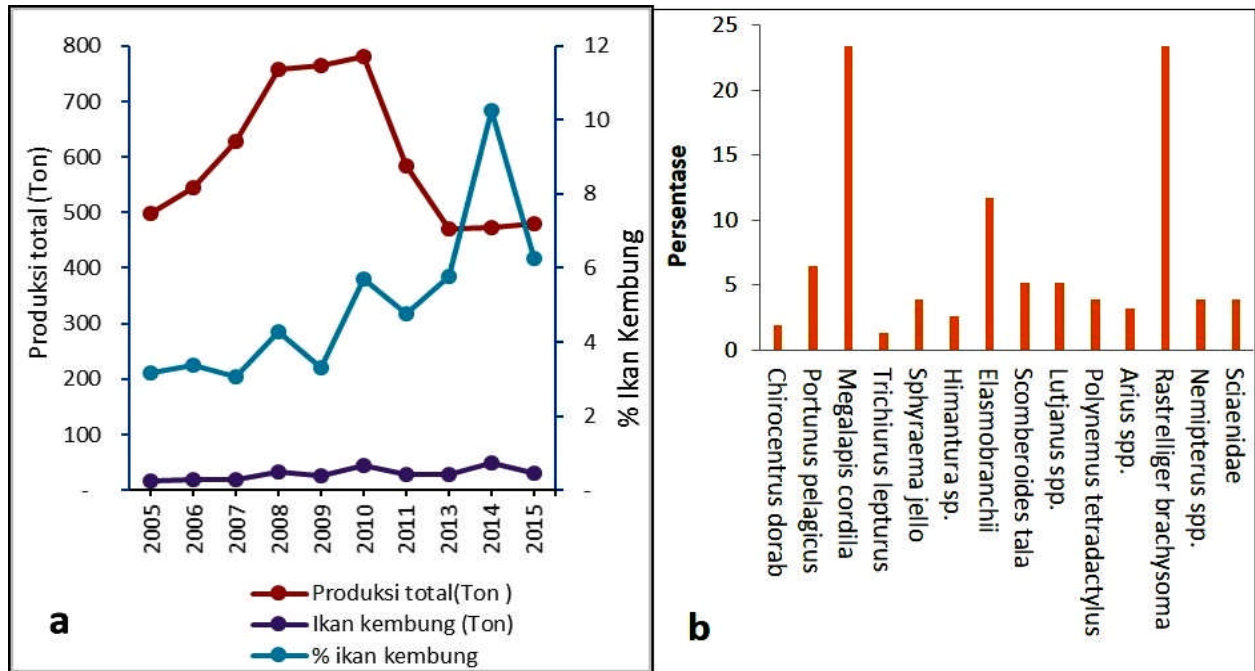 800
700
600
500
400
300
200
100
-
Produksi total (Ton)
12
10
8
6
4
2
-
% Ikan Kembung
2005
2006
2007
2008
2009
2010
2011
2013
2014
2015
Produksi total(Ton )
Ikan kembung (Ton)
% ikan kembung
a
25
20
15
10
5
0
Persentase
Chirocentrus dorab
Portunus pelagicus
Megalapis cordila
Trichiurus lepturus
Sphyraema jello
Himantura sp.
Elasmobranchii
Scomberoides tala
Lutjanus spp.
Polynemus tetradactylus
Arius spp.
Rastrelliger brachysoma
Nemipterus spp.
Sciaenidae
b